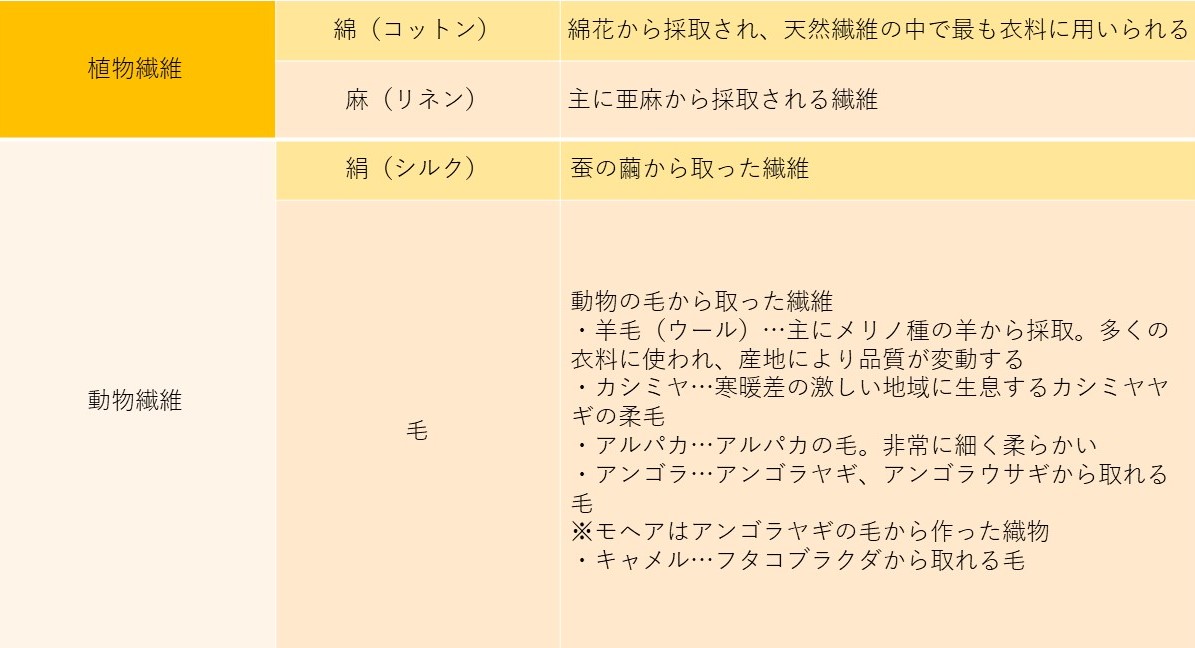 植物繊維
綿（コットン）
綿花から採取され、天然繊維の中で最も衣料に用いられる
麻（リネン）
主に亜麻から採取される繊維
動物繊維
絹（シルク）
蚕の繭から取った繊維
毛
動物の毛から取った繊維
・羊毛（ウール）…主にメリノ種の羊から採取。多くの
衣料に使われ、産地により品質が変動する
・カシミヤ…寒暖差の激しい地域に生息するカシミヤヤ
ギの柔毛
・アルパカ…アルパカの毛。非常に細く柔らかい
・アンゴラ…アンゴラヤギ、アンゴラウサギから取れる
毛
※モヘアはアンゴラヤギの毛から作った織物
・キャメル…フタコブラクダから取れる毛